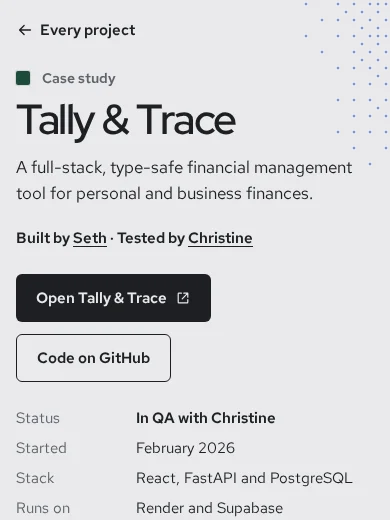 ← Every project
Case study
Tally & Trace
A full-stack, type-safe financial management
tool for personal and business finances.
Built by Seth · Tested by Christine
Open Tally & Trace
Code on GitHub
Status In QA with Christine
Started February 2026
Stack React, FastAPI and PostgreSQL
Runs on Render and Supabase